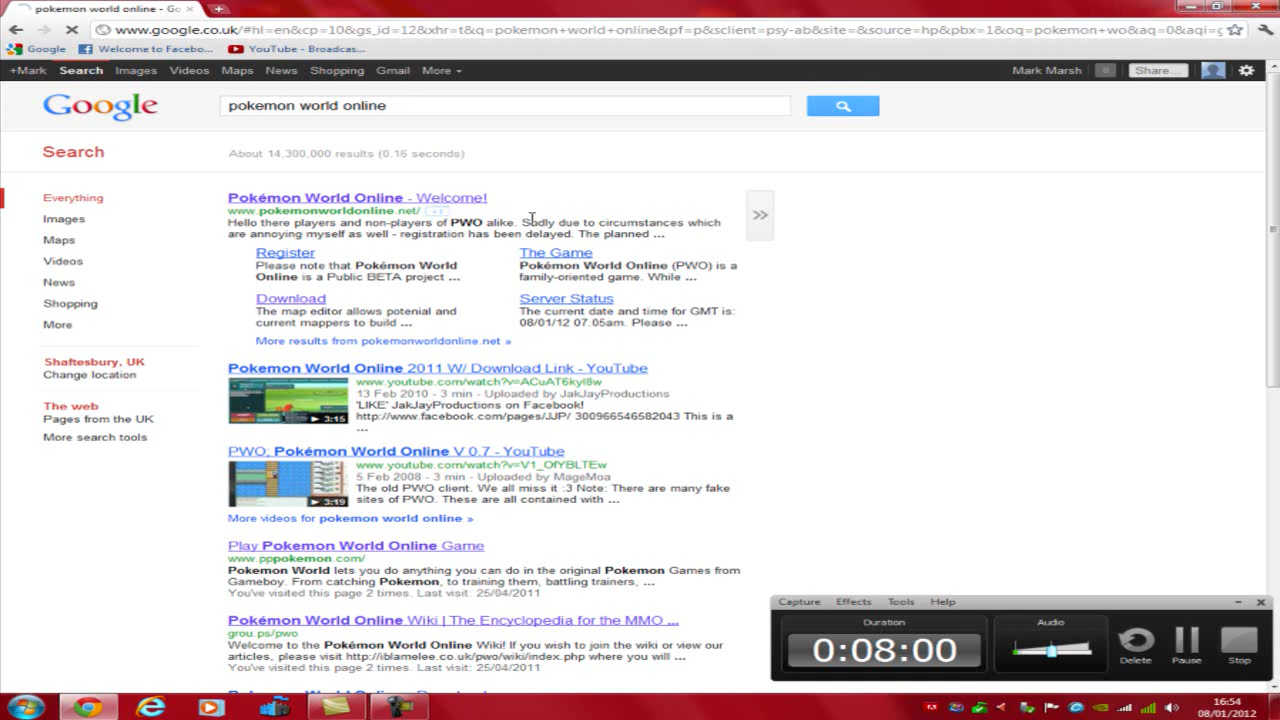 pokemon world online - Go
www.google.co.uk/#hl=en&cp=10&gs_id=12&xhr=t&q=pokemon+world+online&pf=p&sclient=psy-ab&site=&source=hp&pbx=1&oq=pokemon+wo&aq=0&aqi=g
Google Welcome to Facebo... YouTube - Broadcas...
+Mark Search Images Videos Maps News Shopping Gmail More Mark Marsh 0 Share...
Google pokemon world online
Search About 14,300,000 results (0.16 seconds)
Everything
Images
Maps
Videos
News
Shopping
More
Shaftesbury, UK
Change location
The web
Pages from the UK
More search tools
Pokémon World Online - Welcome!
www.pokemonworldonline.net/ +1
Hello there players and non-players of PWO alike. Sadly due to circumstances which
are annoying myself as well - registration has been delayed. The planned ...
Register
Please note that Pokémon World
Online is a Public BETA project ...
The Game
Pokémon World Online (PWO) is a
family-oriented game. While ...
Download
The map editor allows potenial and
current mappers to build ...
Server Status
The current date and time for GMT is:
08/01/12 07.05am. Please ...
More results from pokemonworldonline.net »
Pokemon World Online 2011 W/ Download Link - YouTube
www.youtube.com/watch?v=ACuAT6kyI8w
13 Feb 2010 - 3 min - Uploaded by JakJayProductions
'LIKE' JakJayProductions on Facebook!
http://www.facebook.com/pages/JJP/ 300966546582043 This is a
...
3:15
PWO; Pokémon World Online V 0.7 - YouTube
www.youtube.com/watch?v=V1_OfYBLTEw
5 Feb 2008 - 3 min - Uploaded by MageMoa
The old PWO client. We all miss it :3 Note: There are many fake
sites of PWO. These are all contained with ...
3:19
More videos for pokemon world online »
Play Pokemon World Online Game
www.pppokemon.com/
Pokemon World lets you do anything you can do in the original Pokemon Games from
Gameboy. From catching Pokemon, to training them, battling trainers, ...
You've visited this page 2 times. Last visit: 25/04/2011
Pokémon World Online Wiki | The Encyclopedia for the MMO ...
grou.ps/pwo
Welcome to the Pokémon World Online Wiki! If you wish to join the wiki or view our
articles, please visit http://iblamelee.co.uk/pwo/wiki/index.php where you will ...
You've visited this page 2 times. Last visit: 25/04/2011
Capture Effects Tools Help
Duration Audio
0:08:00
Delete Pause Stop
16:54
08/01/2012